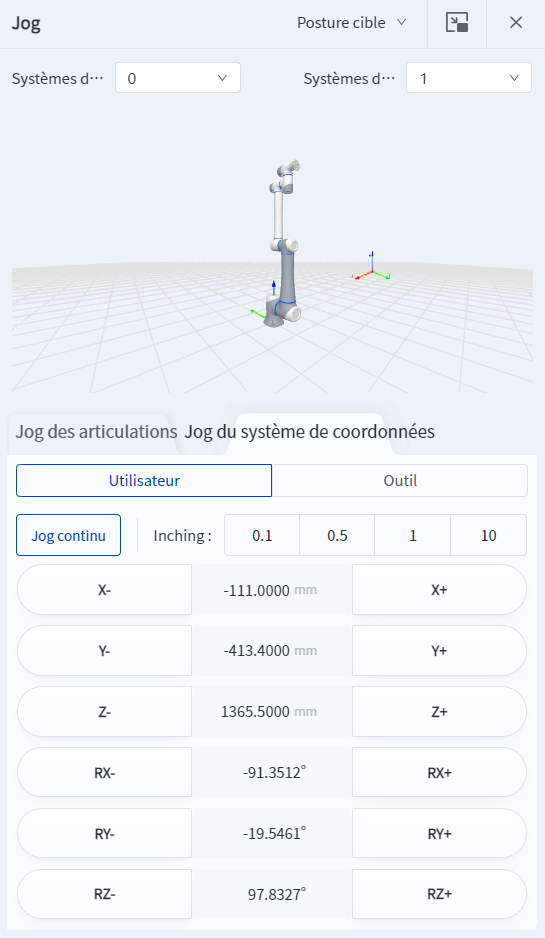 Jog Posture cible
Systèmes d··· 0 Systèmes d··· 1
Jog des articulations Jog du système de coordonnées
Utilisateur Outil
Jog continu Inching : 0.1 0.5 1 10
X- -111.0000 mm X+
Y- -413.4000 mm Y+
Z- 1365.5000 mm Z+
RX- -91.3512° RX+
RY- -19.5461° RY+
RZ- 97.8327° RZ+